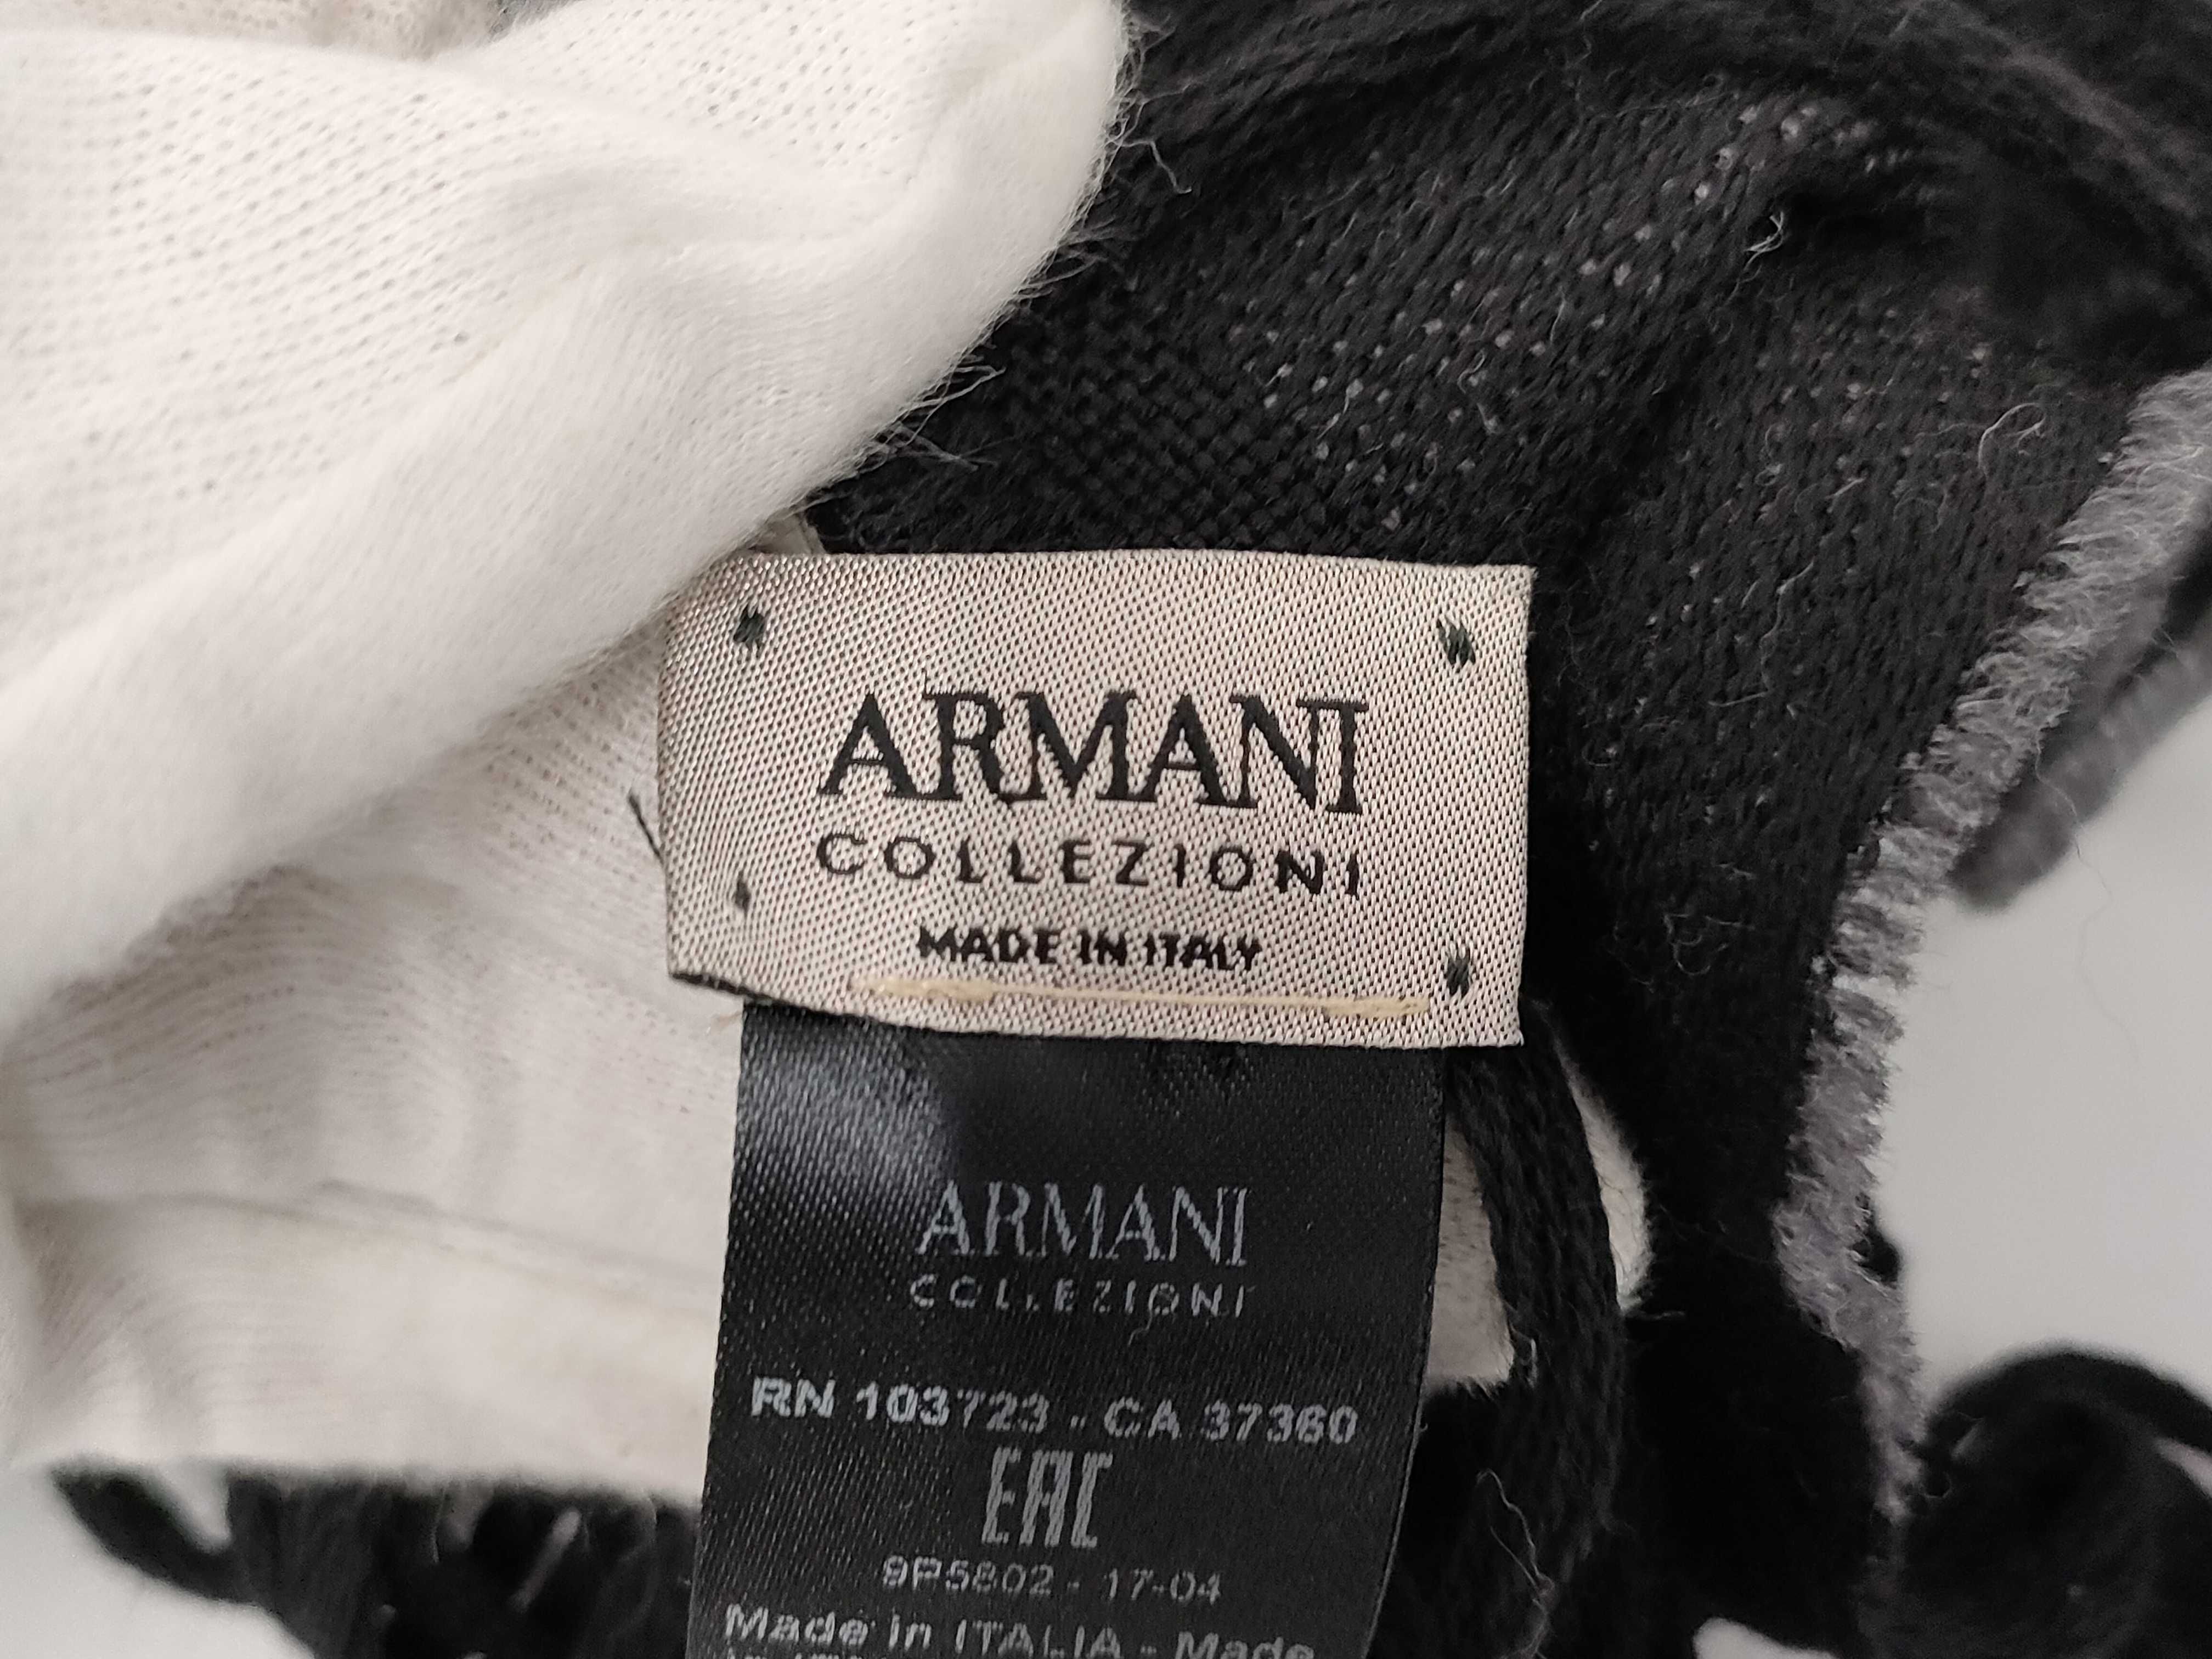 ARMANI
COLLEZIONI
MADE IN ITALY
ARMANI
COLLEZIONI
RN 103723 - CA 37360
EAC
9P5802 - 17-04
Made in ITALIA - Made